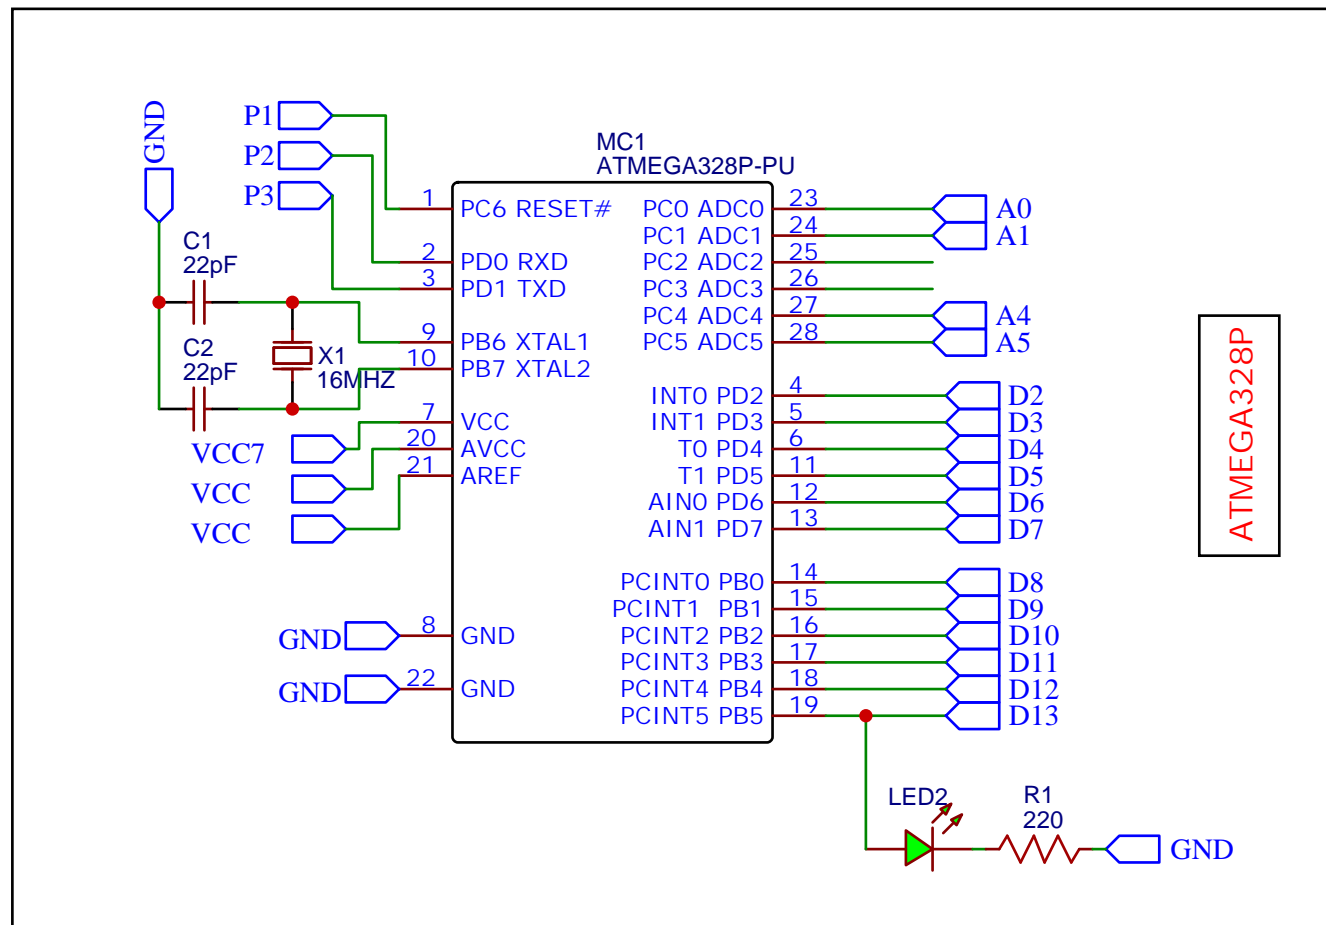 GND
P1
P2
P3
C1
22pF
C2
22pF
X1
16MHZ
VCC7
VCC
VCC
GND
GND
MC1
ATMEGA328P-PU
1 PC6 RESET#
2 PD0 RXD
3 PD1 TXD
9 PB6 XTAL1
10 PB7 XTAL2
7 VCC
20 AVCC
21 AREF
8 GND
22 GND
PC0 ADC0 23 A0
PC1 ADC1 24 A1
PC2 ADC2 25
PC3 ADC3 26
PC4 ADC4 27 A4
PC5 ADC5 28 A5
INT0 PD2 4 D2
INT1 PD3 5 D3
T0 PD4 6 D4
T1 PD5 11 D5
AIN0 PD6 12 D6
AIN1 PD7 13 D7
PCINT0 PB0 14 D8
PCINT1 PB1 15 D9
PCINT2 PB2 16 D10
PCINT3 PB3 17 D11
PCINT4 PB4 18 D12
PCINT5 PB5 19 D13
LED2
R1
220
GND
ATMEGA328P